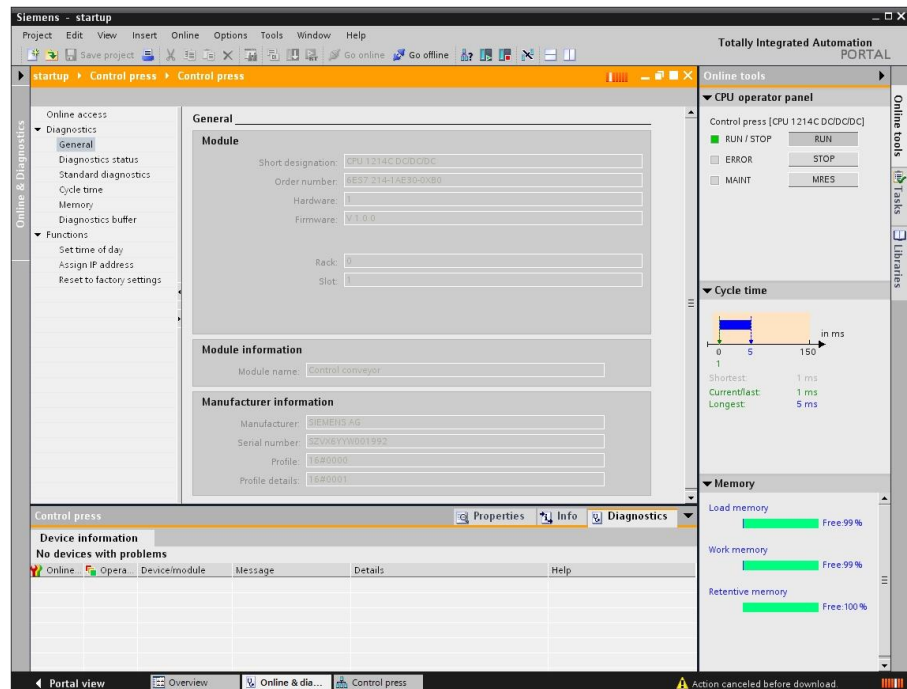 Siemens - startup
Project Edit View Insert Online Options Tools Window Help
Save project Go online Go offline
Totally Integrated Automation
PORTAL
startup Control press Control press
Online & Diagnostics
Online access
Diagnostics
General
Diagnostics status
Standard diagnostics
Cycle time
Memory
Diagnostics buffer
Functions
Set time of day
Assign IP address
Reset to factory settings
General
Module
Short designation: CPU 1214C DC/DC/DC
Order number: 6ES7 214-1AE30-0XB0
Hardware: 1
Firmware: V 1.0.0
Rack: 0
Slot: 1
Module information
Module name: Control conveyor
Manufacturer information
Manufacturer: SIEMENS AG
Serial number: SZVX6YYW001992
Profile: 16#0000
Profile details: 16#0001
Online tools
CPU operator panel
Control press [CPU 1214C DC/DC/DC]
RUN / STOP RUN
ERROR STOP
MAINT MRES
Cycle time
in ms
0 5 150
1
Shortest: 1 ms
Current/last: 1 ms
Longest: 5 ms
Memory
Load memory
Free:99 %
Work memory
Free:99 %
Retentive memory
Free:100 %
Online tools
Tasks
Libraries
Control press
Properties Info Diagnostics
Device information
No devices with problems
Online... Opera... Device/module Message Details Help
Portal view Overview Online & dia... Control press Action canceled before download.